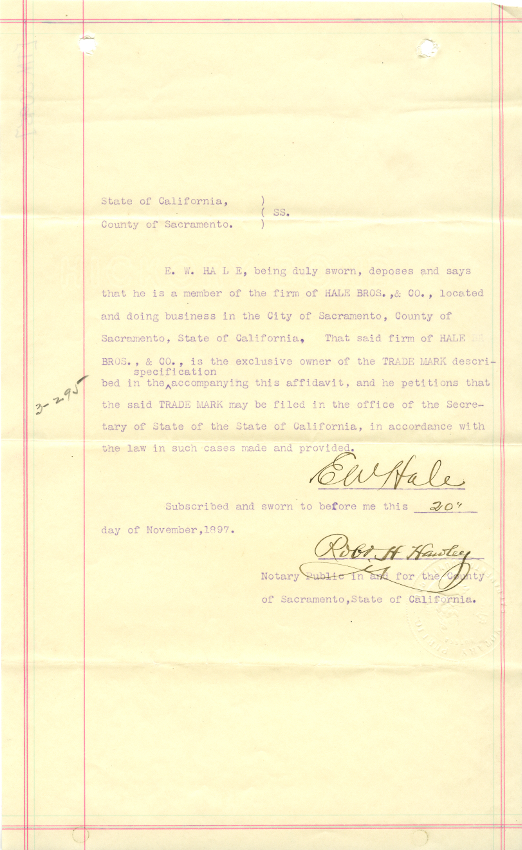 State of California,    )
                        ( SS.
County of Sacramento.   )
E. W. HA L E, being duly sworn, deposes and says
that he is a member of the firm of HALE BROS.,& CO., located
and doing business in the City of Sacramento, County of
Sacramento, State of California. That said firm of HALE
BROS., & CO., is the exclusive owner of the TRADE MARK descri-
specification
bed in the ^ accompanying this affidavit, and he petitions that
3-295
the said TRADE MARK may be filed in the office of the Secre-
tary of State of the State of California, in accordance with
the law in such cases made and provided.
E W Hale
Subscribed and sworn to before me this 20"
day of November,1897.
Robt. H Hawley
Notary Public in and for the County
of Sacramento,State of California.